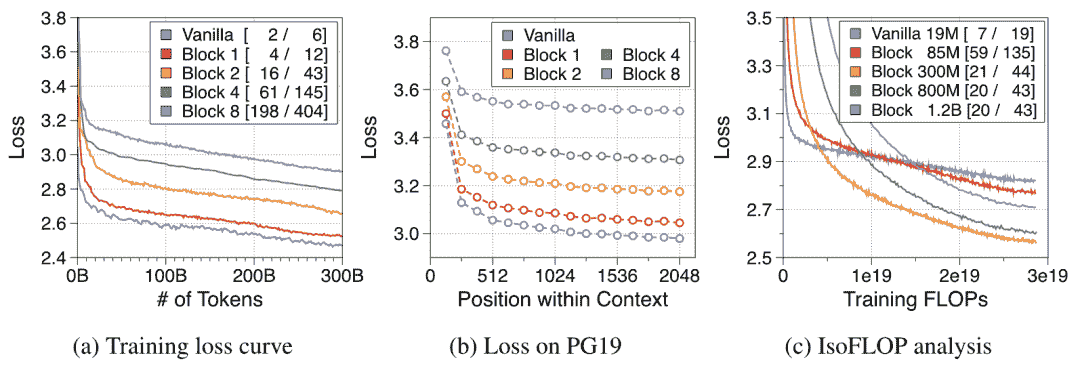 3.8
3.6
3.4
3.2
3.0
2.8
2.6
2.4
Loss
0B 100B 200B 300B
# of Tokens
Vanilla [ 2 / 6]
Block 1 [ 4 / 12]
Block 2 [ 16 / 43]
Block 4 [ 61 / 145]
Block 8 [198 / 404]
(a) Training loss curve
3.8
3.6
3.4
3.2
3.0
Loss
0 512 1024 1536 2048
Position within Context
Vanilla
Block 1 Block 4
Block 2 Block 8
(b) Loss on PG19
3.5
3.3
3.1
2.9
2.7
2.5
Loss
0 1e19 2e19 3e19
Training FLOPs
Vanilla 19M [ 7 / 19]
Block 85M [59 / 135]
Block 300M [21 / 44]
Block 800M [20 / 43]
Block 1.2B [20 / 43]
(c) IsoFLOP analysis